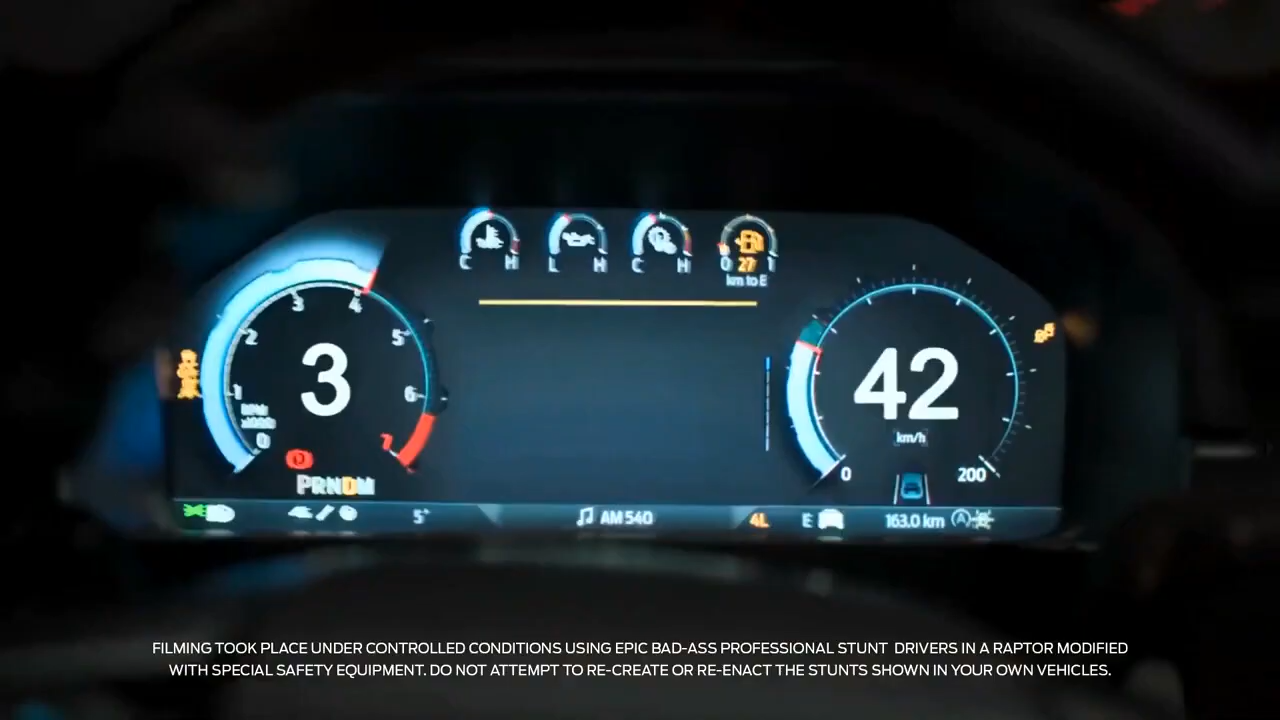 C H L H C H 0 27 1
km to E
3 4
2 5
1 3 6
RPM
x1000
0 7
PRNDM
42
km/h
0 200
5° AM 540 4L E 163.0 km A
FILMING TOOK PLACE UNDER CONTROLLED CONDITIONS USING EPIC BAD-ASS PROFESSIONAL STUNT DRIVERS IN A RAPTOR MODIFIED
WITH SPECIAL SAFETY EQUIPMENT. DO NOT ATTEMPT TO RE-CREATE OR RE-ENACT THE STUNTS SHOWN IN YOUR OWN VEHICLES.